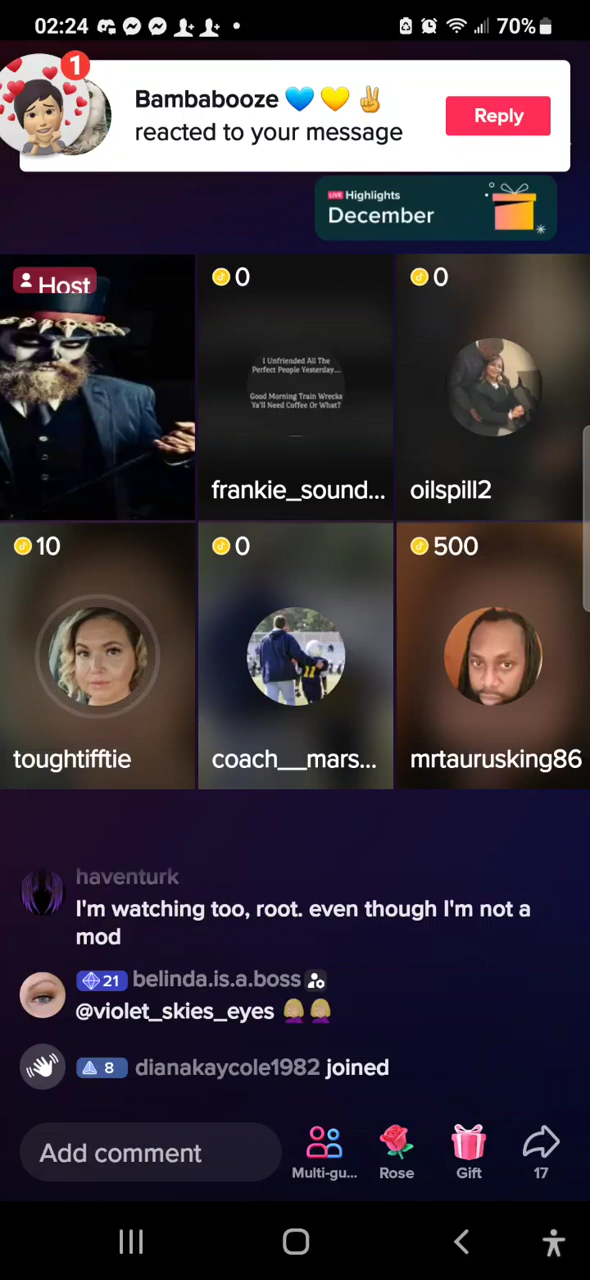 02:24
70%
1
Bambabooze 💙 💛 ✌
reacted to your message
Reply
LIVE Highlights
December
Host
0
0
I Unfriended All The
Perfect People Yesterday....
Good Morning Train Wrecks
Ya'll Need Coffee Or What?
frankie_sound...
oilspill2
10
0
500
11
toughtifftie
coach__mars...
mrtaurusking86
haventurk
I'm watching too, root. even though I'm not a
mod
21 belinda.is.a.boss
@violet_skies_eyes
8 dianakaycole1982 joined
Add comment
Multi-gu...
Rose
Gift
17